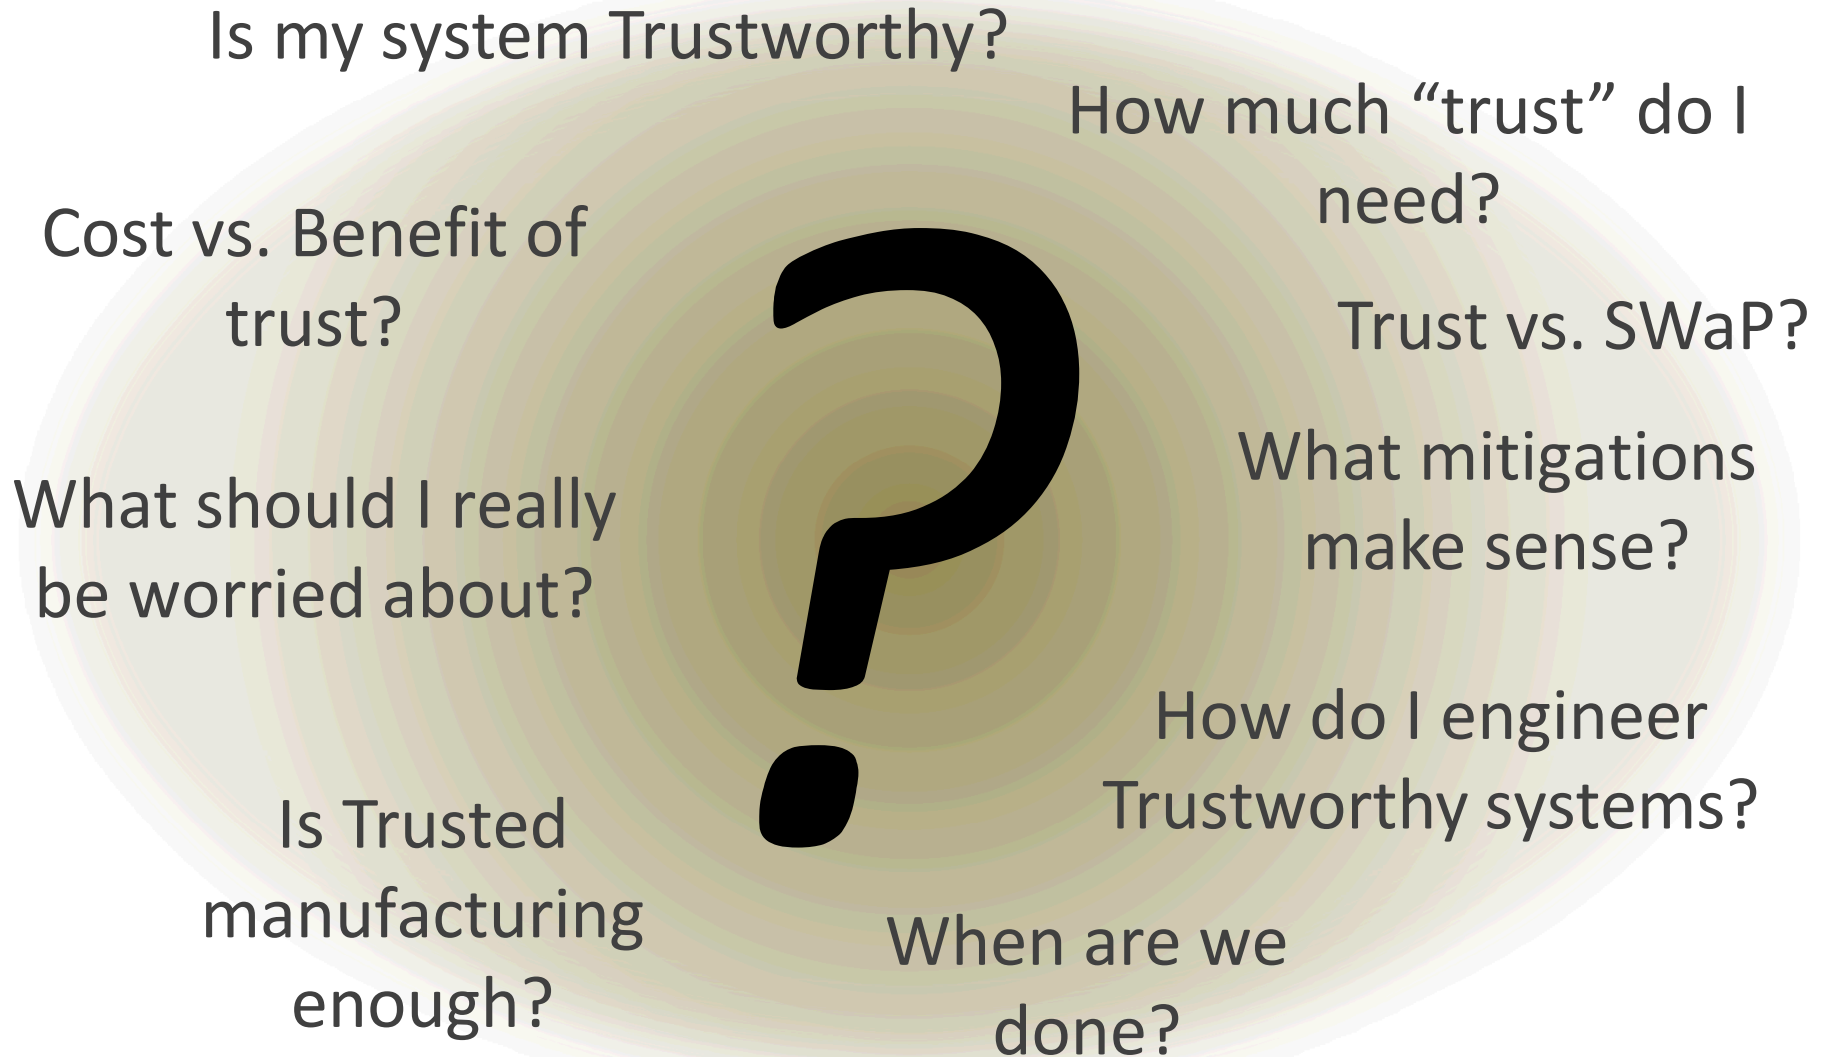 Is my system Trustworthy?
How much “trust” do I
need?
Cost vs. Benefit of
trust?
Trust vs. SWaP?
What mitigations
make sense?
What should I really
be worried about?
How do I engineer
Trustworthy systems?
Is Trusted
manufacturing
enough?
When are we
done?
?